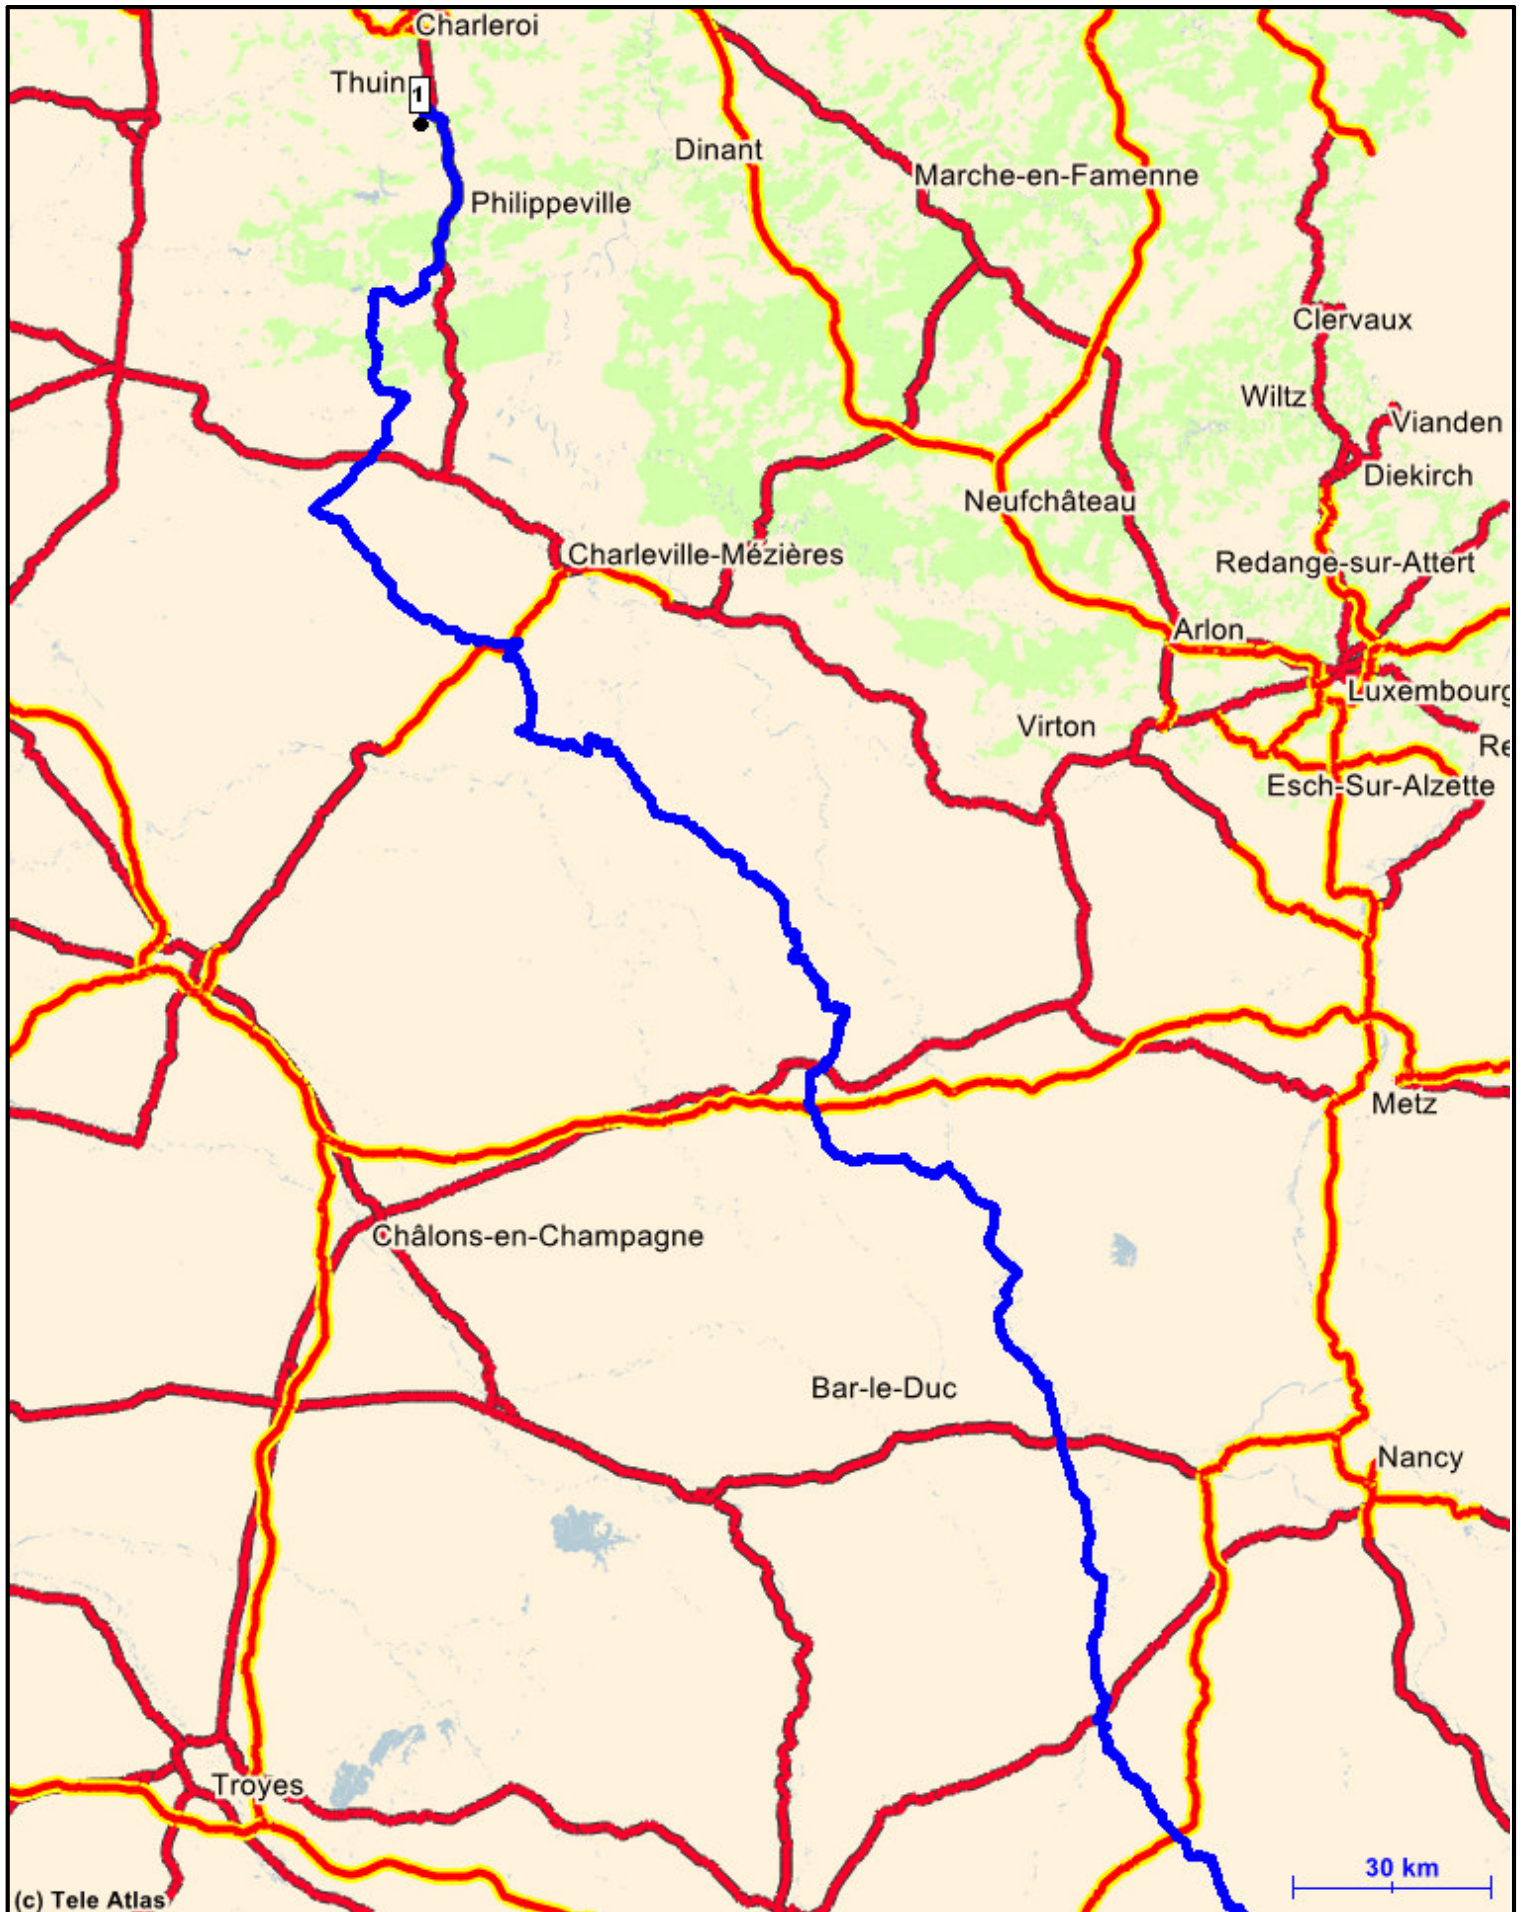 Charleroi
Thuin
1
Dinant
Marche-en-Famenne
Philippeville
Clervaux
Wiltz
Vianden
Diekirch
Neufchâteau
Charleville-Mézières
Redange-sur-Attert
Arlon
Luxembourg
Virton
Re
Esch-Sur-Alzette
Metz
Châlons-en-Champagne
Bar-le-Duc
Nancy
Troyes
30 km
(c) Tele Atlas